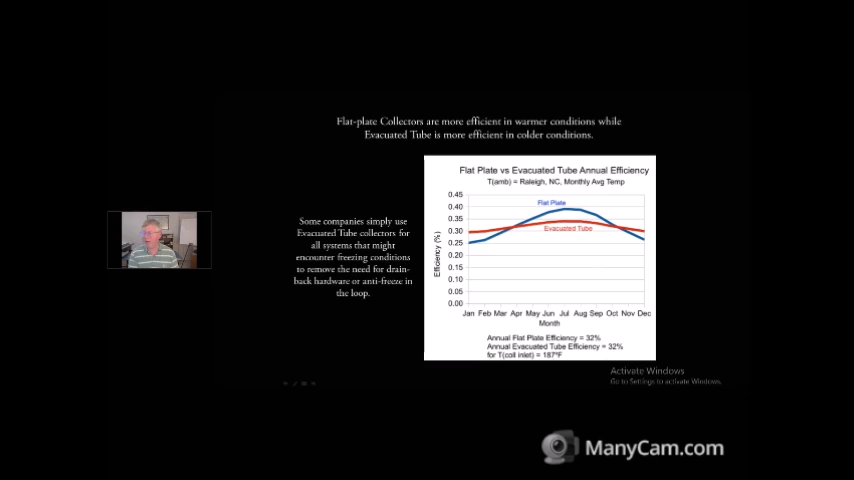 Flat-plate Collectors are more efficient in warmer conditions while
Evacuated Tube is more efficient in colder conditions.
Some companies simply use
Evacuated Tube collectors for
all systems that might
encounter freezing conditions
to remove the need for drain-
back hardware or anti-freeze in
the loop.
Flat Plate vs Evacuated Tube Annual Efficiency
T(amb) = Raleigh, NC, Monthly Avg Temp
Efficiency (%)
0.45
0.40
0.35
0.30
0.25
0.20
0.15
0.10
0.05
0.00
Flat Plate
Evacuated Tube
Jan Feb Mar Apr May Jun Jul Aug Sep Oct Nov Dec
Month
Annual Flat Plate Efficiency = 32%
Annual Evacuated Tube Efficiency = 32%
for T(coll inlet) = 187°F
Activate Windows
Go to Settings to activate Windows.
ManyCam.com